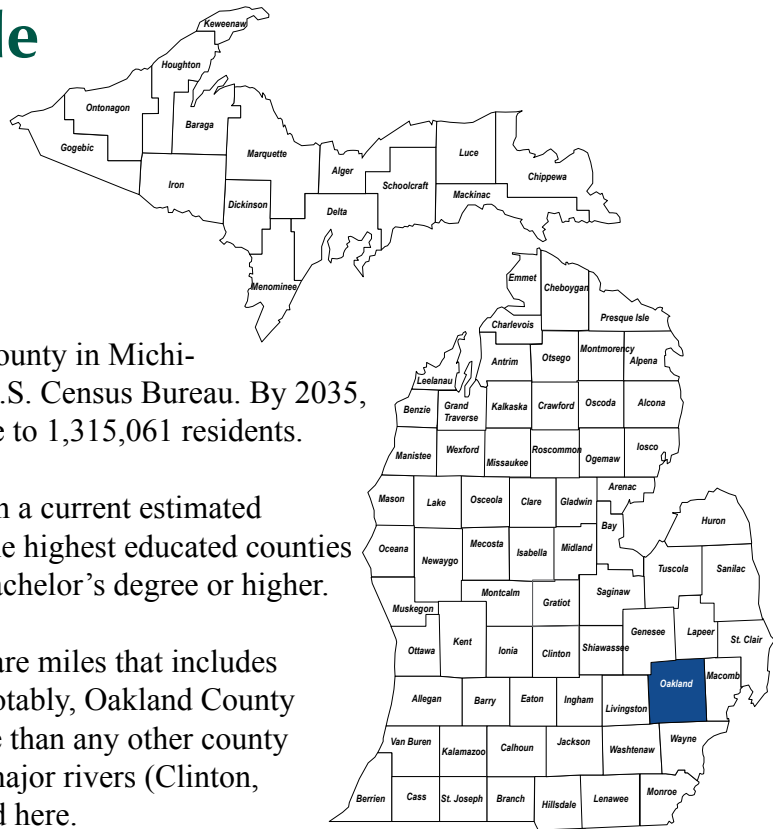 le
Keweenaw
Houghton
Ontonagon
Baraga
Gogebic
Marquette
Luce
Alger
Chippewa
Iron
Schoolcraft
Mackinac
Dickinson
Delta
Menominee
Emmet
Cheboygan
Presque Isle
Charlevois
ounty in Michi-
Antrim
Otsego
Montmorency
Alpena
Leelanau
.S. Census Bureau. By 2035,
Benzie
Grand
Traverse
Kalkaska
Crawford
Oscoda
Alcona
e to 1,315,061 residents.
Manistee
Wexford
Missaukee
Roscommon
Ogemaw
Iosco
Arenac
Mason
Lake
Osceola
Clare
Gladwin
n a current estimated
Bay
Huron
e highest educated counties
Oceana
Newaygo
Mecosta
Isabella
Midland
Tuscola
Sanilac
achelor’s degree or higher.
Muskegon
Montcalm
Gratiot
Saginaw
Genesee
Lapeer
St. Clair
Ottawa
Kent
Ionia
Clinton
Shiawassee
are miles that includes
Oakland
Macomb
otably, Oakland County
Allegan
Barry
Eaton
Ingham
Livingston
e than any other county
Van Buren
Kalamazoo
Calhoun
Jackson
Washtenaw
Wayne
najor rivers (Clinton,
Berrien
Cass
St. Joseph
Branch
Hillsdale
Lenawee
Monroe
d here.